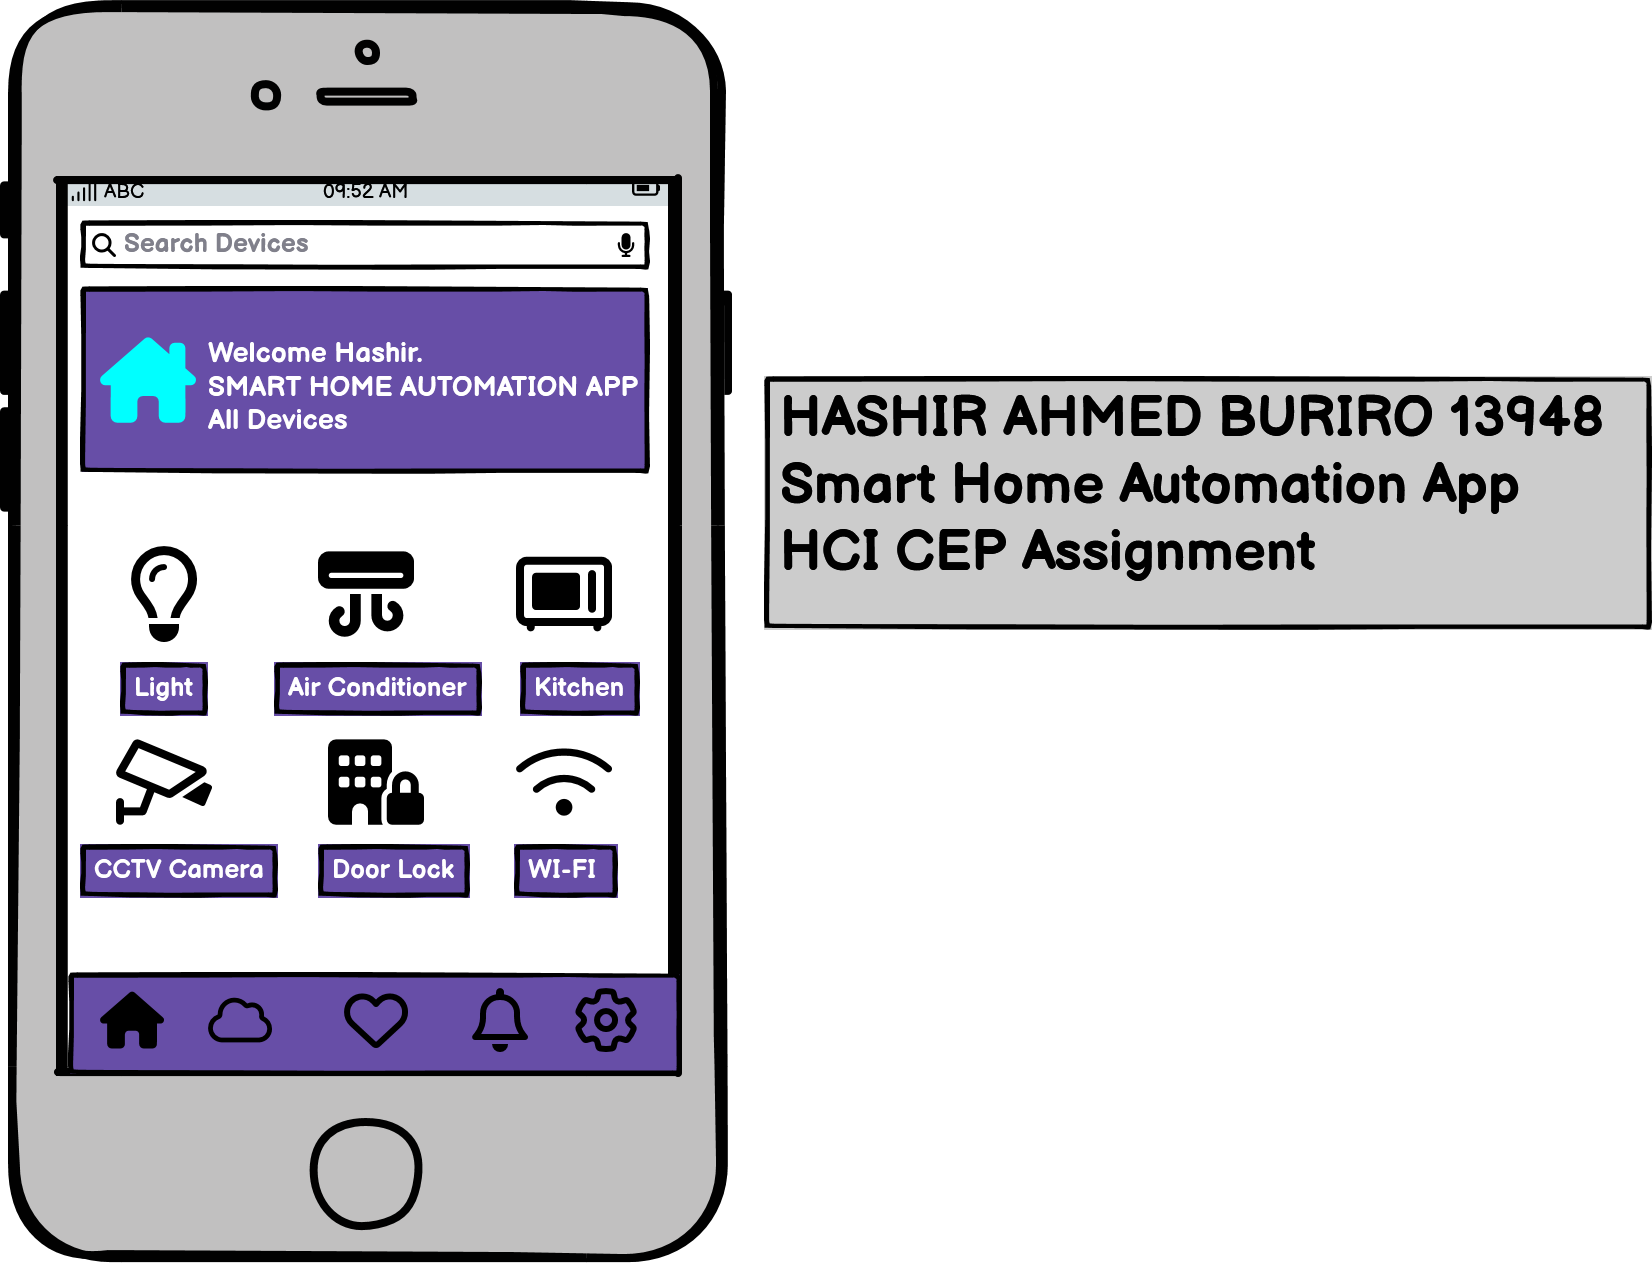 ABC 09:52 AM
Search Devices
Welcome Hashir.
SMART HOME AUTOMATION APP
All Devices
Light Air Conditioner Kitchen
CCTV Camera Door Lock WI-FI
HASHIR AHMED BURIRO 13948
Smart Home Automation App
HCI CEP Assignment